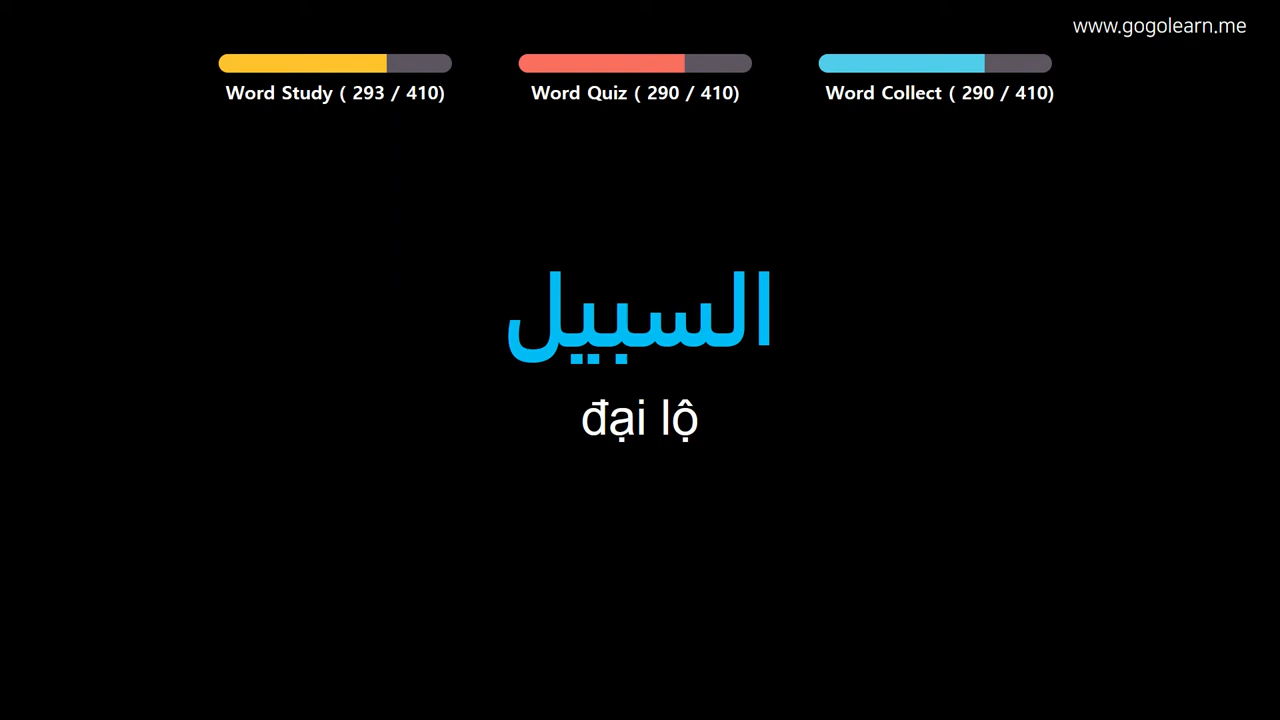 www.gogolearn.me
Word Study ( 293 / 410)
Word Quiz ( 290 / 410)
Word Collect ( 290 / 410)
السبيل
đại lộ